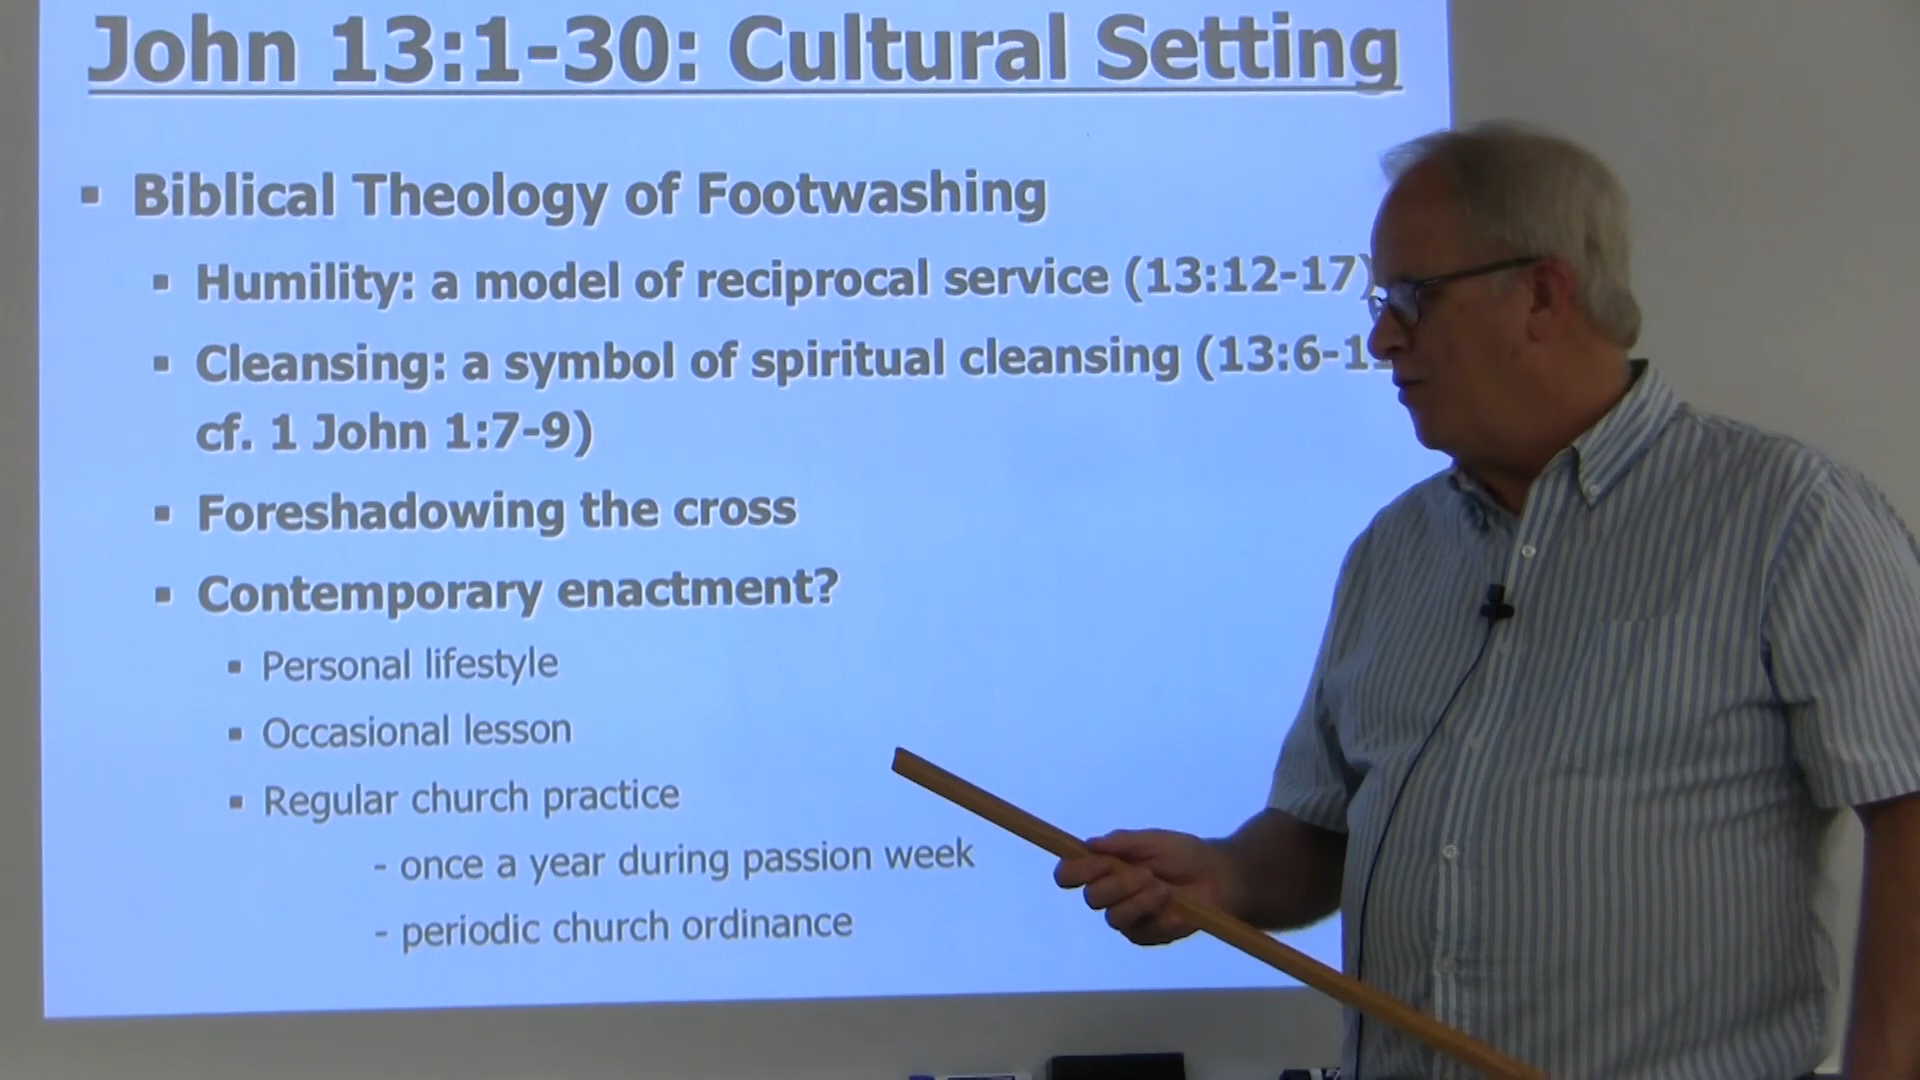 John 13:1-30: Cultural Setting
▪ Biblical Theology of Footwashing
▪ Humility: a model of reciprocal service (13:12-17)
▪ Cleansing: a symbol of spiritual cleansing (13:6-1
cf. 1 John 1:7-9)
▪ Foreshadowing the cross
▪ Contemporary enactment?
▪ Personal lifestyle
▪ Occasional lesson
▪ Regular church practice
- once a year during passion week
- periodic church ordinance